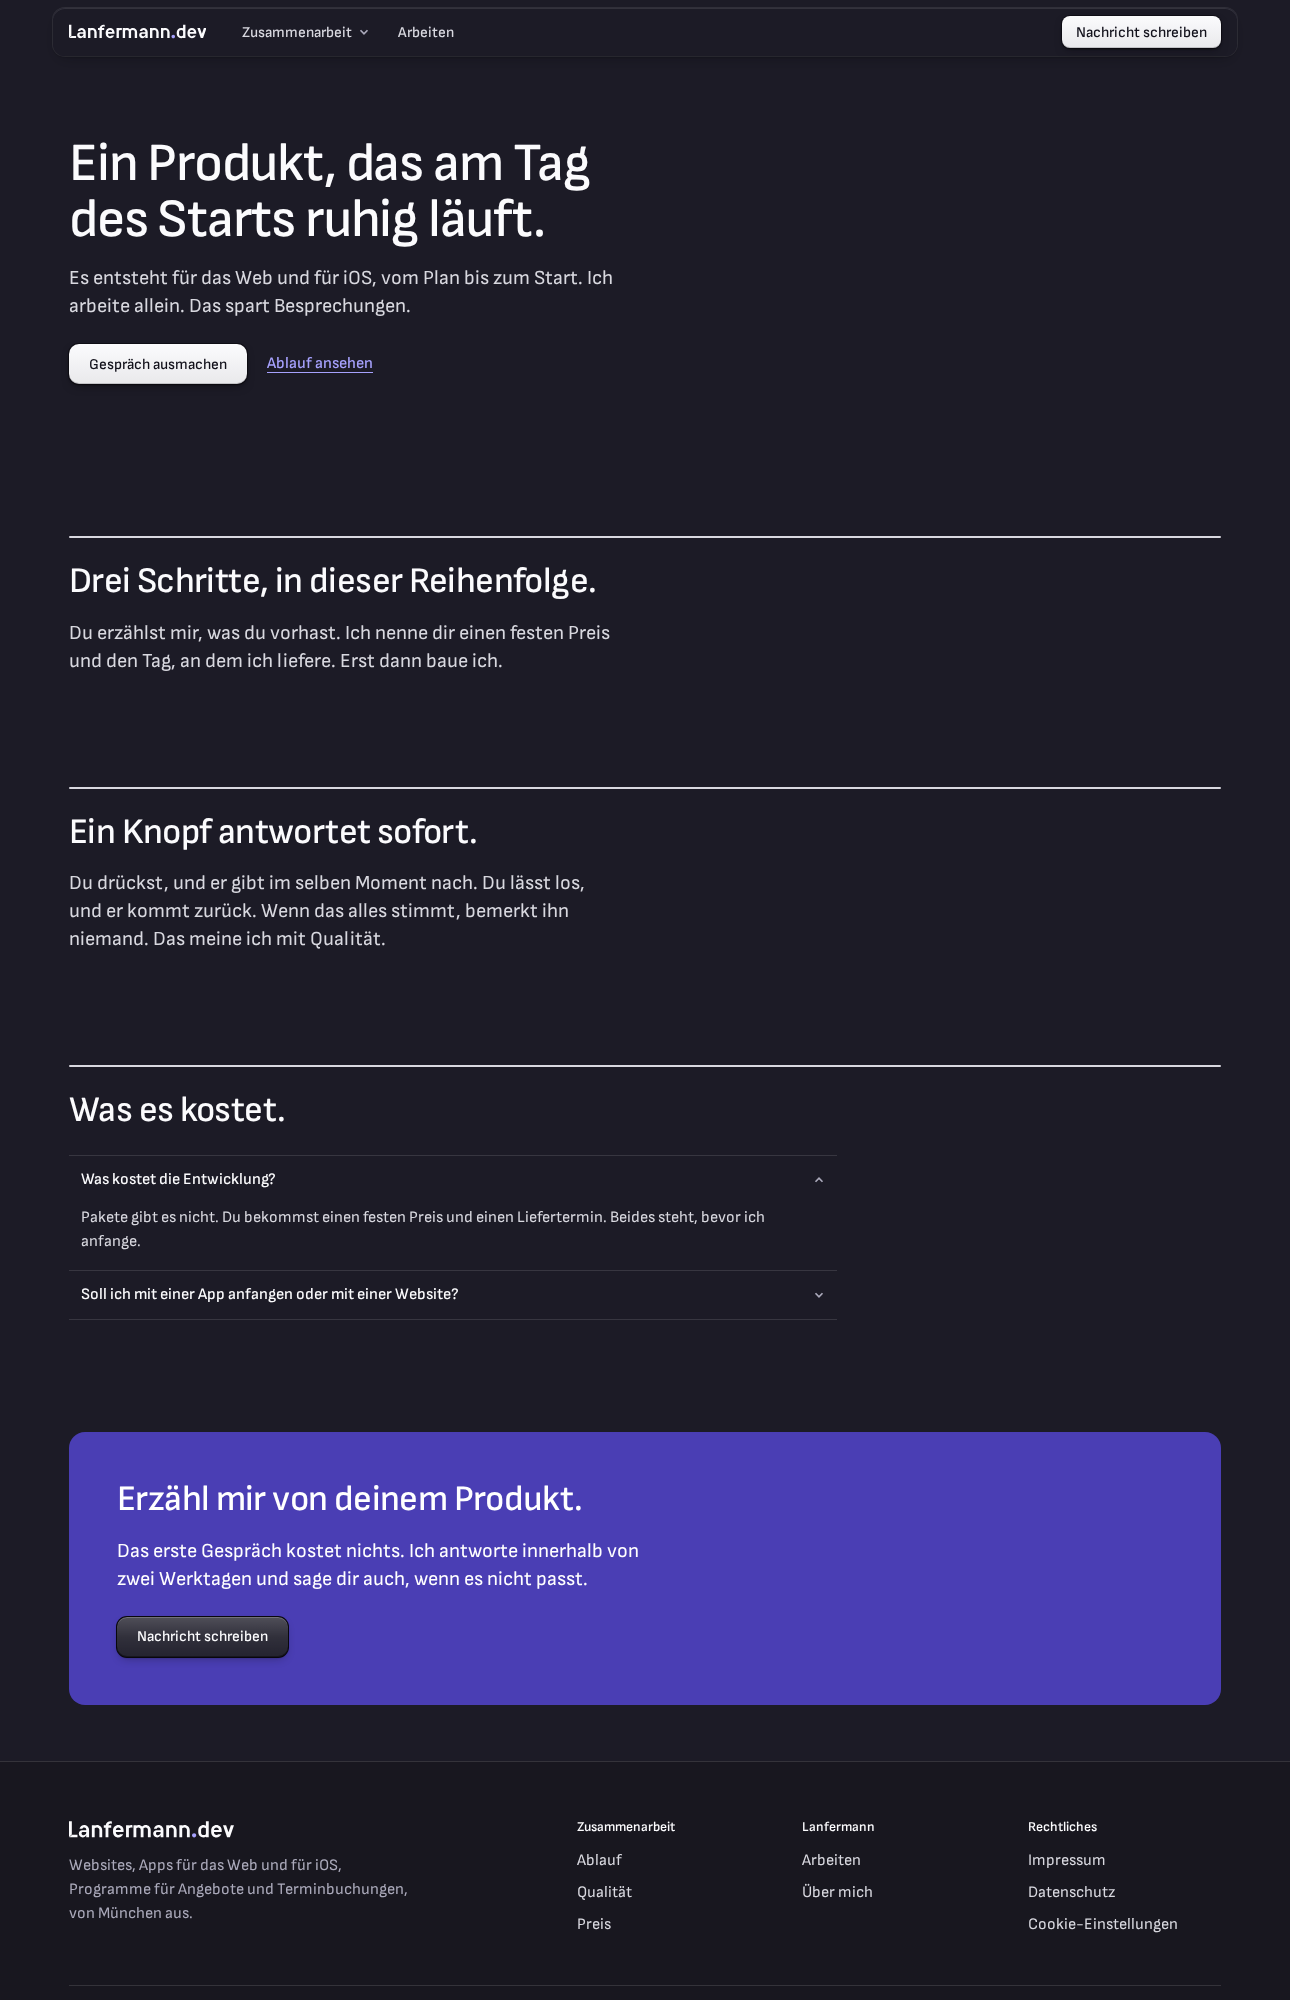 Lanfermann.dev
Zusammenarbeit
Arbeiten
Nachricht schreiben
Ein Produkt, das am Tag
des Starts ruhig läuft.
Es entsteht für das Web und für iOS, vom Plan bis zum Start. Ich
arbeite allein. Das spart Besprechungen.
Gespräch ausmachen
Ablauf ansehen
Drei Schritte, in dieser Reihenfolge.
Du erzählst mir, was du vorhast. Ich nenne dir einen festen Preis
und den Tag, an dem ich liefere. Erst dann baue ich.
Ein Knopf antwortet sofort.
Du drückst, und er gibt im selben Moment nach. Du lässt los,
und er kommt zurück. Wenn das alles stimmt, bemerkt ihn
niemand. Das meine ich mit Qualität.
Was es kostet.
Was kostet die Entwicklung?
Pakete gibt es nicht. Du bekommst einen festen Preis und einen Liefertermin. Beides steht, bevor ich
anfange.
Soll ich mit einer App anfangen oder mit einer Website?
Erzähl mir von deinem Produkt.
Das erste Gespräch kostet nichts. Ich antworte innerhalb von
zwei Werktagen und sage dir auch, wenn es nicht passt.
Nachricht schreiben
Lanfermann.dev
Websites, Apps für das Web und für iOS,
Programme für Angebote und Terminbuchungen,
von München aus.
Zusammenarbeit
Ablauf
Qualität
Preis
Lanfermann
Arbeiten
Über mich
Rechtliches
Impressum
Datenschutz
Cookie-Einstellungen